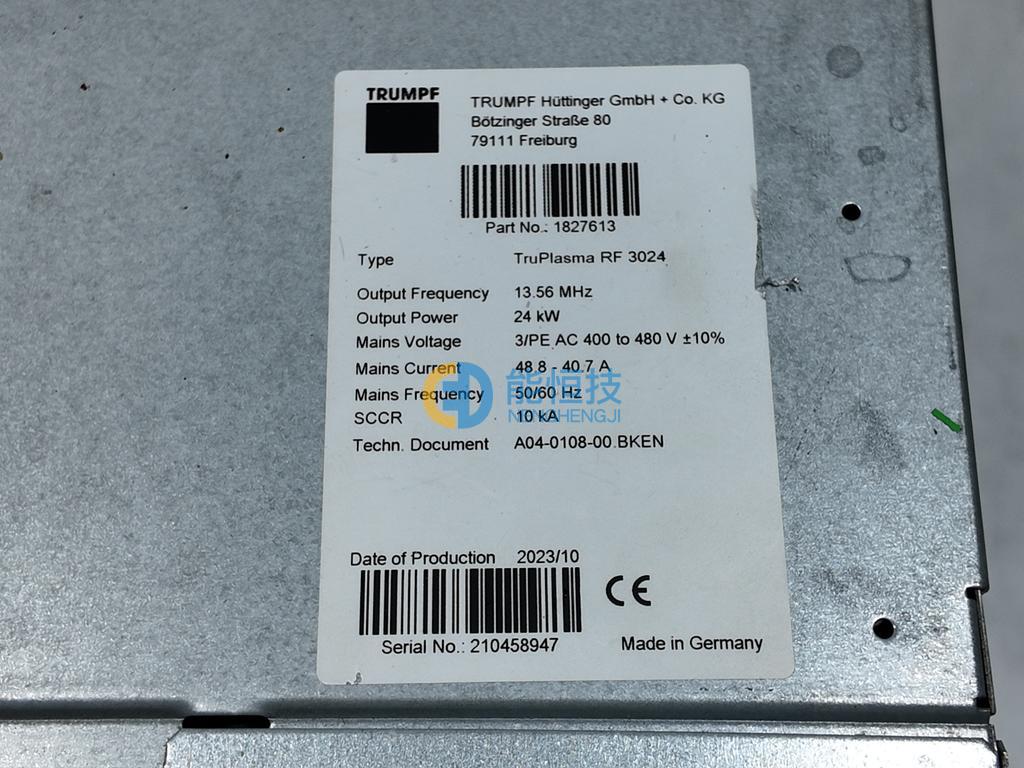 TRUMPF
TRUMPF Hüttinger GmbH + Co. KG
Bötzinger Straße 80
79111 Freiburg
Part No.: 1827613
Type TruPlasma RF 3024
Output Frequency 13.56 MHz
Output Power 24 kW
Mains Voltage 3/PE AC 400 to 480 V ±10%
Mains Current 48.8 - 40.7 A
Mains Frequency 50/60 Hz
SCCR 10 kA
Techn. Document A04-0108-00.BKEN
能恒技
NENGHENGJI
Date of Production 2023/10
CE
Serial No.: 210458947
Made in Germany